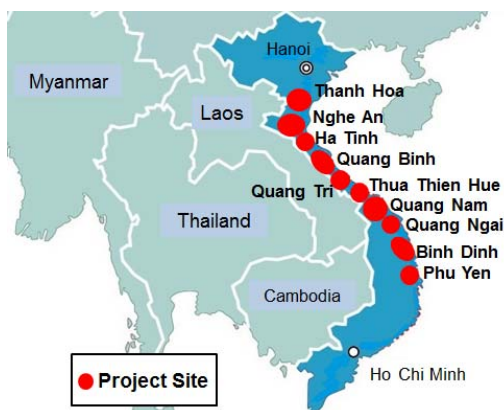 Hanoi
Myanmar
Thanh Hoa
Laos
Nghe An
Ha Tinh
Quang Binh
Quang Tri
Thua Thien Hue
Quang Nam
Thailand
Quang Ngai
Binh Dinh
Phu Yen
Cambodia
Ho Chi Minh
Project Site